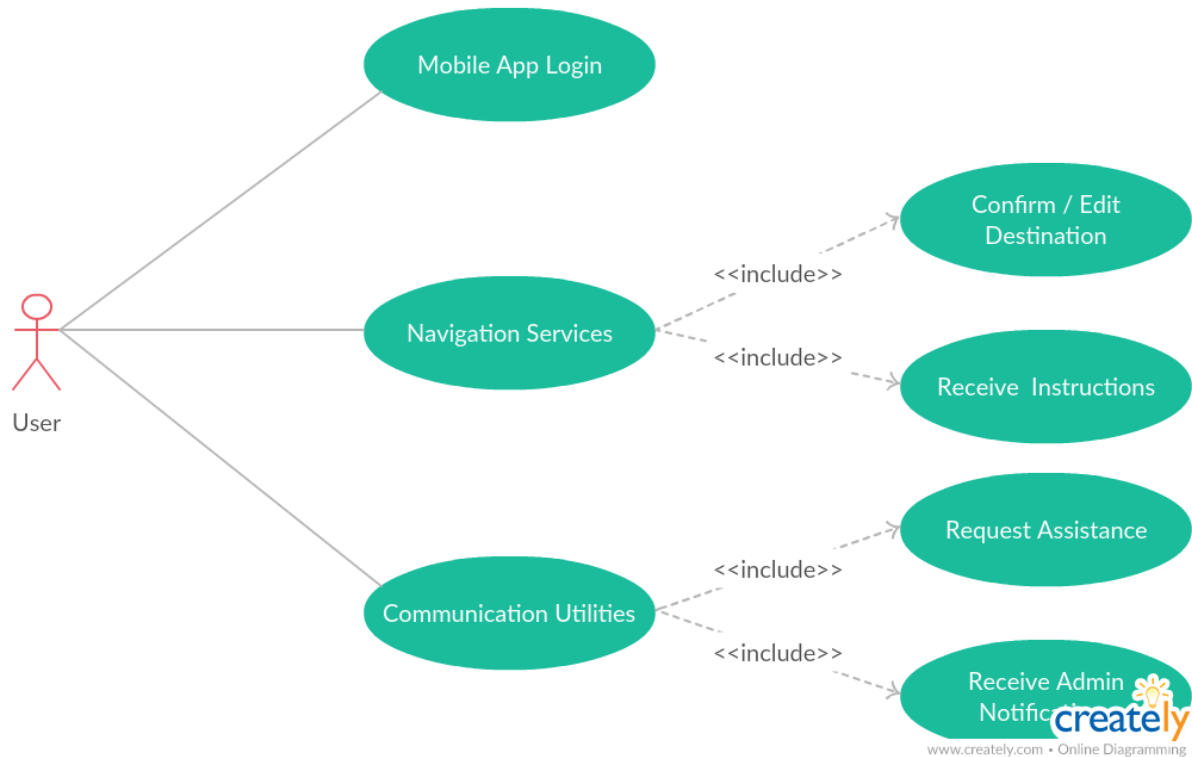 Mobile App Login
Confirm / Edit
Destination
<<include>>
Navigation Services
<<include>>
Receive Instructions
User
Request Assistance
<<include>>
Communication Utilities
<<include>>
Receive Admin
creately
www.creately.com • Online Diagramming